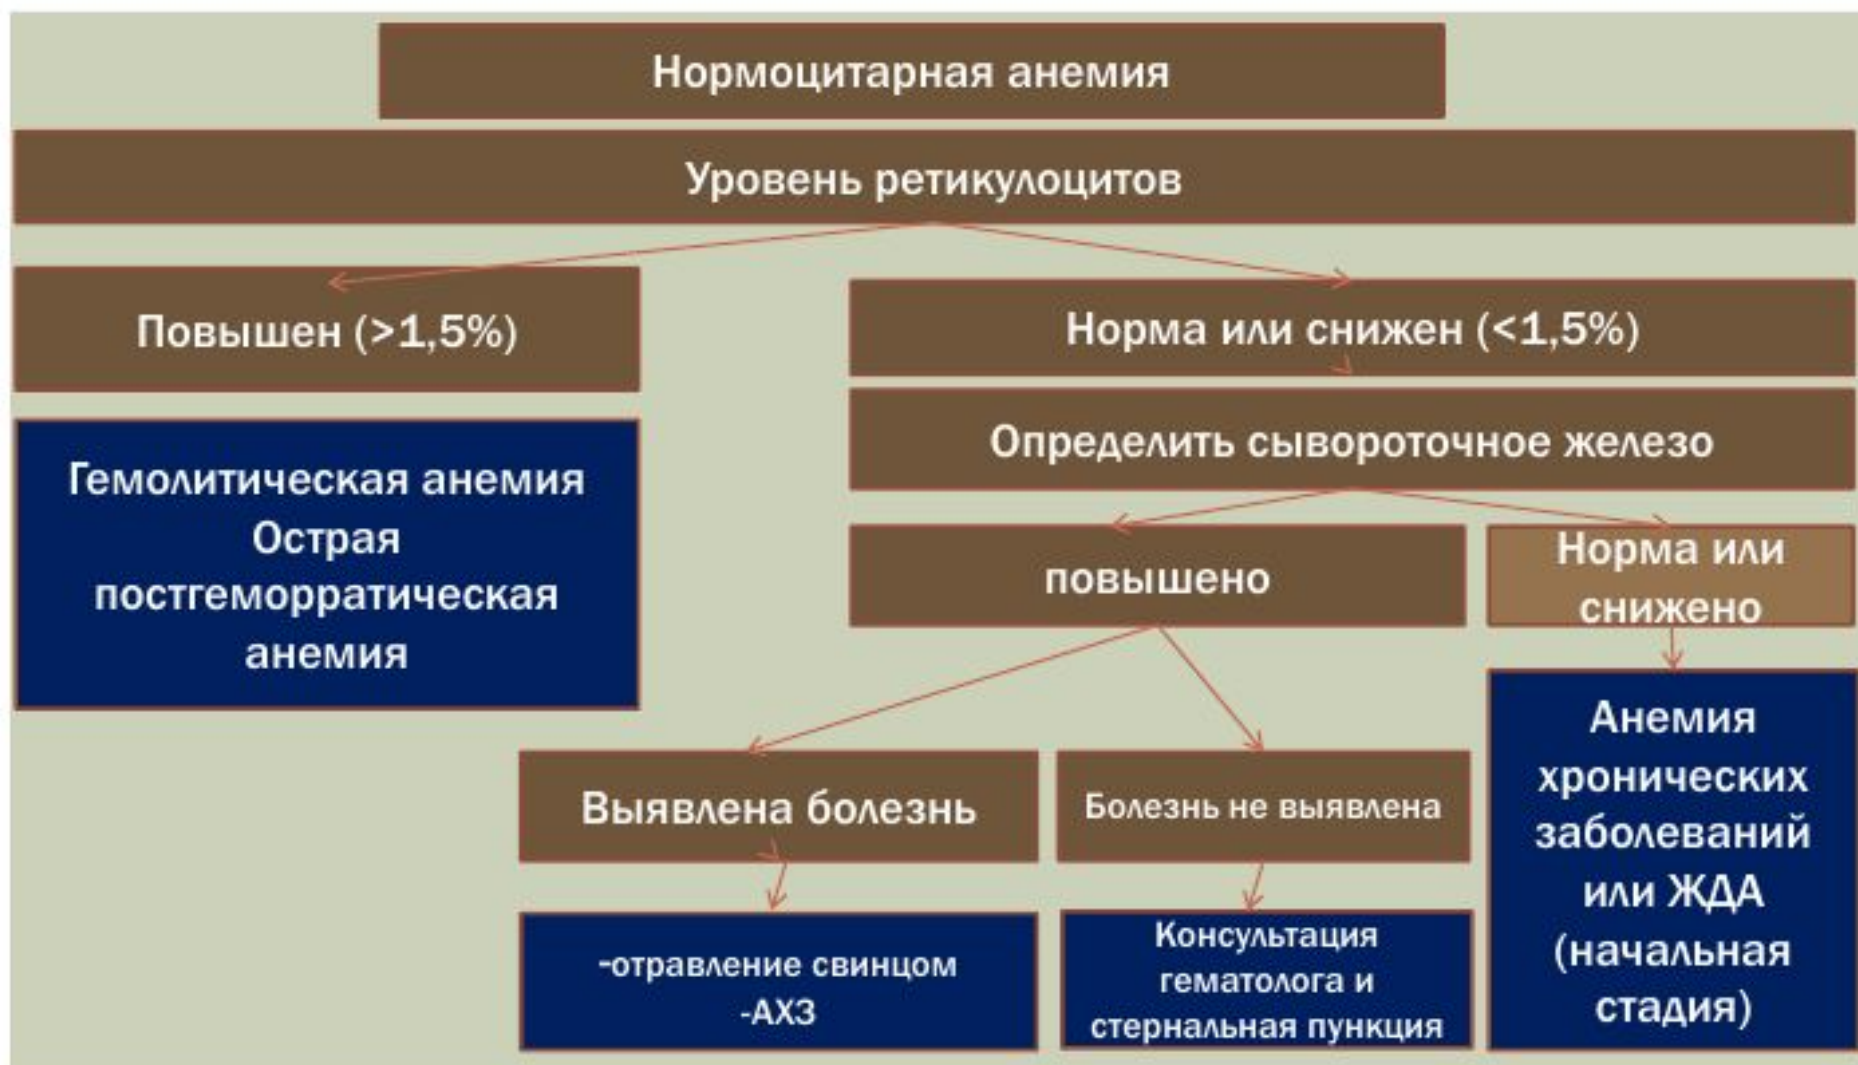 Нормоцитарная анемия
Уровень ретикулоцитов
Повышен (>1,5%)
Норма или снижен (<1,5%)
Определить сывороточное железо
Гемолитическая анемия
Острая
постгеморратическая
анемия
повышено
Норма или
снижено
Выявлена болезнь
Болезнь не выявлена
Анемия
хронических
заболеваний
или ЖДА
(начальная
стадия)
-отравление свинцом
-АХЗ
Консультация
гематолога и
стернальная пункция